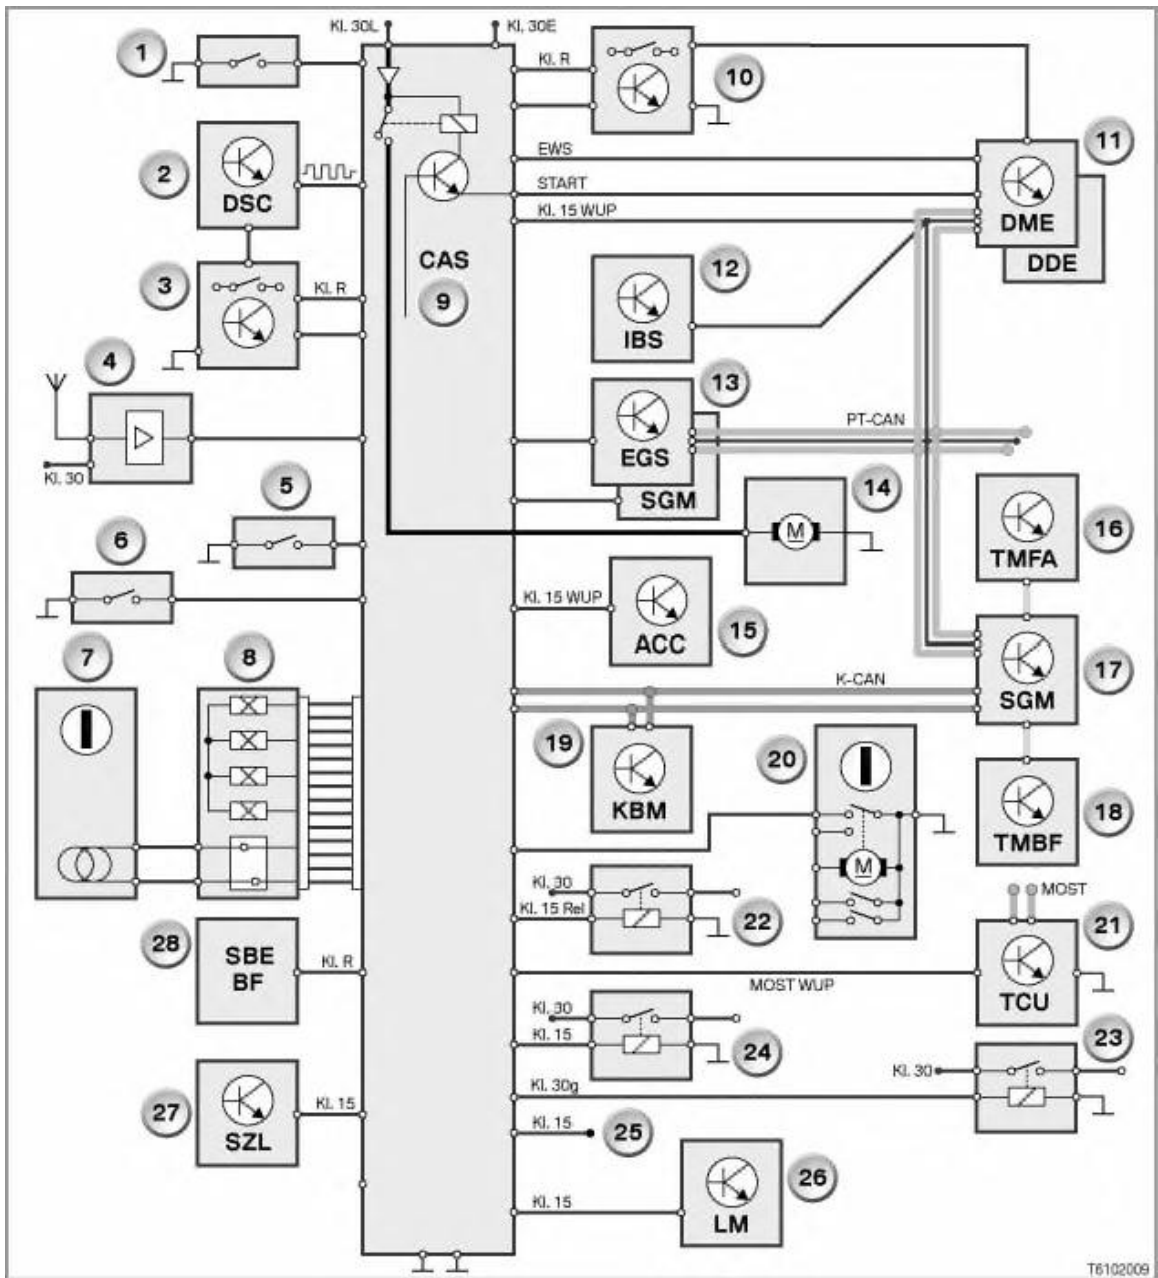 Kl. 30L
Kl. 30E
1
Kl. R
10
11
2
DSC
EWS
START
Kl. 15 WUP
DME
DDE
CAS
9
3
Kl. R
12
IBS
4
Kl. 30
13
EGS
SGM
PT-CAN
5
14
6
16
TMFA
Kl. 15 WUP
ACC
15
7
8
17
SGM
K-CAN
19
KBM
20
18
TMBF
Kl. 30
Kl. 15 Rel
22
MOST
21
TCU
28
SBE
BF
Kl. R
MOST WUP
Kl. 30
Kl. 15
24
23
Kl. 30
27
SZL
Kl. 15
Kl. 30g
Kl. 15
25
26
Kl. 15
LM
T6102009